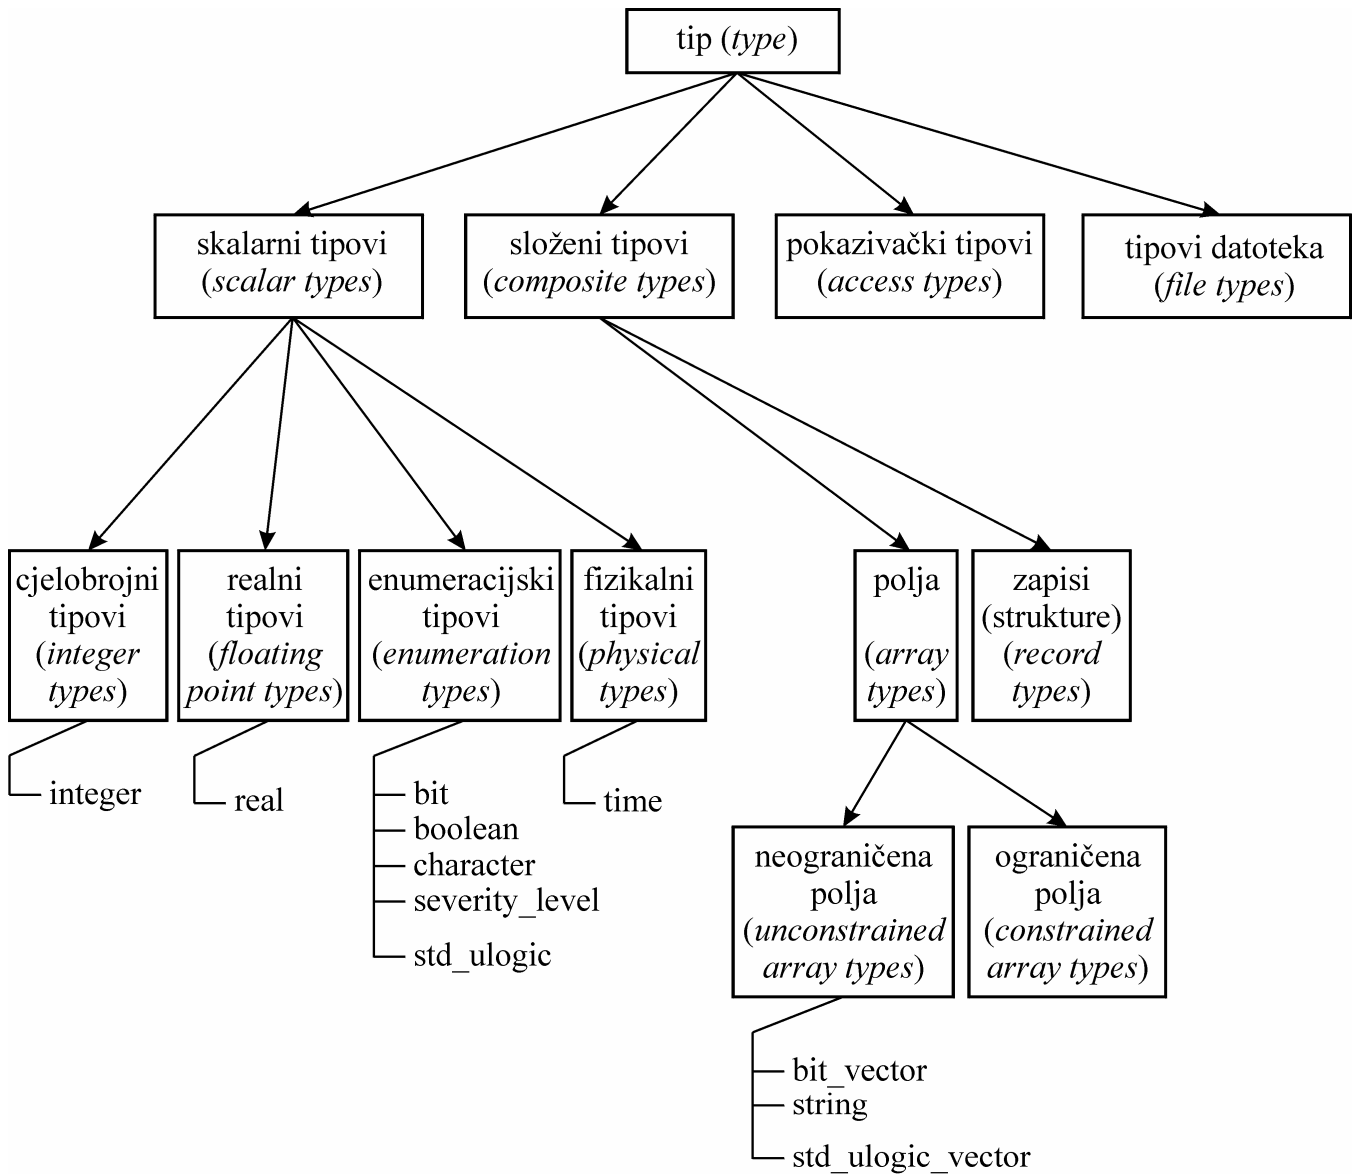 tip (type)
skalarni tipovi
(scalar types)
složeni tipovi
(composite types)
pokazivački tipovi
(access types)
tipovi datoteka
(file types)
cjelobrojni
tipovi
(integer
types)
realni
tipovi
(floating
point types)
enumeracijski
tipovi
(enumeration
types)
fizikalni
tipovi
(physical
types)
polja
(array
types)
zapisi
(strukture)
(record
types)
integer
real
bit
boolean
character
severity_level
std_ulogic
time
neograničena
polja
(unconstrained
array types)
ograničena
polja
(constrained
array types)
bit_vector
string
std_ulogic_vector